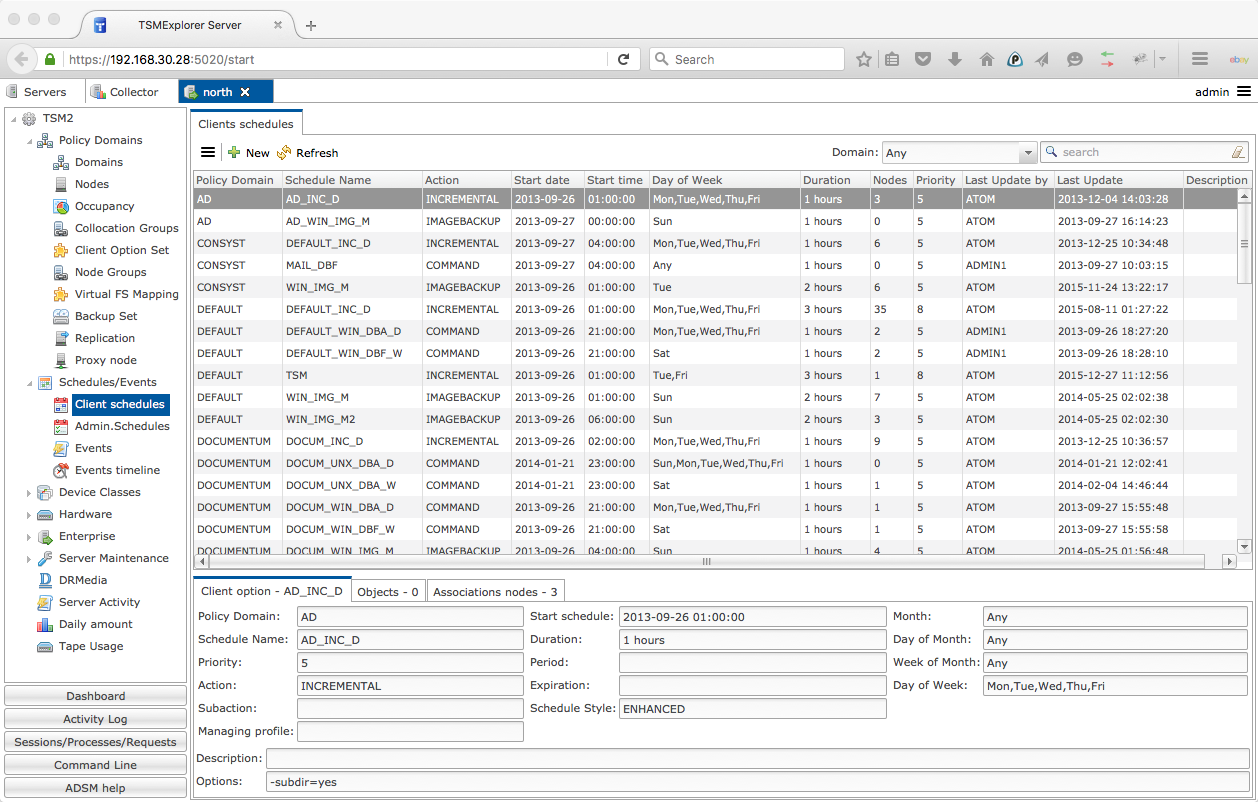 TSMExplorer Server
https://192.168.30.28:5020/start
Search
ebay
Servers
Collector
north
admin
TSM2
Policy Domains
Domains
Nodes
Occupancy
Collocation Groups
Client Option Set
Node Groups
Virtual FS Mapping
Backup Set
Replication
Proxy node
Schedules/Events
Client schedules
Admin.Schedules
Events
Events timeline
Device Classes
Hardware
Enterprise
Server Maintenance
DRMedia
Server Activity
Daily amount
Tape Usage
Dashboard
Activity Log
Sessions/Processes/Requests
Command Line
ADSM help
Clients schedules
New Refresh Domain: Any search
Policy Domain Schedule Name Action Start date Start time Day of Week Duration Nodes Priority Last Update by Last Update Description
AD AD_INC_D INCREMENTAL 2013-09-26 01:00:00 Mon,Tue,Wed,Thu,Fri 1 hours 3 5 ATOM 2013-12-04 14:03:28
AD AD_WIN_IMG_M IMAGEBACKUP 2013-09-27 00:00:00 Sun 1 hours 0 5 ATOM 2013-09-27 16:14:23
CONSYST DEFAULT_INC_D INCREMENTAL 2013-09-27 04:00:00 Mon,Tue,Wed,Thu,Fri 1 hours 6 5 ATOM 2013-12-25 10:34:48
CONSYST MAIL_DBF COMMAND 2013-09-27 04:00:00 Any 1 hours 0 5 ADMIN1 2013-09-27 10:03:15
CONSYST WIN_IMG_M IMAGEBACKUP 2013-09-27 01:00:00 Tue 2 hours 6 5 ATOM 2015-11-24 13:22:17
DEFAULT DEFAULT_INC_D INCREMENTAL 2013-09-26 01:00:00 Mon,Tue,Wed,Thu,Fri 3 hours 35 8 ATOM 2015-08-11 01:27:22
DEFAULT DEFAULT_WIN_DBA_D COMMAND 2013-09-26 21:00:00 Mon,Tue,Wed,Thu,Fri 1 hours 2 5 ADMIN1 2013-09-26 18:27:20
DEFAULT DEFAULT_WIN_DBF_W COMMAND 2013-09-26 21:00:00 Sat 1 hours 2 5 ADMIN1 2013-09-26 18:28:10
DEFAULT TSM INCREMENTAL 2013-09-26 01:00:00 Tue,Fri 3 hours 1 8 ATOM 2015-12-27 11:12:56
DEFAULT WIN_IMG_M IMAGEBACKUP 2013-09-26 01:00:00 Sun 2 hours 7 5 ATOM 2014-05-25 02:02:38
DEFAULT WIN_IMG_M2 IMAGEBACKUP 2013-09-26 06:00:00 Sun 2 hours 3 5 ATOM 2014-05-25 02:02:30
DOCUMENTUM DOCUM_INC_D INCREMENTAL 2013-09-26 02:00:00 Mon,Tue,Wed,Thu,Fri 1 hours 9 5 ATOM 2013-12-25 10:36:57
DOCUMENTUM DOCUM_UNX_DBA_D COMMAND 2014-01-21 23:00:00 Sun,Mon,Tue,Wed,Thu,Fri 1 hours 0 5 ATOM 2014-01-21 12:02:41
DOCUMENTUM DOCUM_UNX_DBA_W COMMAND 2014-01-21 23:00:00 Sat 1 hours 1 5 ATOM 2014-02-04 14:46:44
DOCUMENTUM DOCUM_WIN_DBA_D COMMAND 2013-09-26 21:00:00 Mon,Tue,Wed,Thu,Fri 1 hours 1 5 ATOM 2013-09-27 15:55:48
DOCUMENTUM DOCUM_WIN_DBF_W COMMAND 2013-09-26 21:00:00 Sat 1 hours 1 5 ATOM 2013-09-27 15:55:58
DOCUMENTUM DOCUM_WIN_IMG_M IMAGEBACKUP 2013-09-26 04:00:00 Sun 2 hours 4 5 ATOM 2014-05-25 01:56:48
Client option - AD_INC_D Objects - 0 Associations nodes - 3
Policy Domain: AD Start schedule: 2013-09-26 01:00:00 Month: Any
Schedule Name: AD_INC_D Duration: 1 hours Day of Month: Any
Priority: 5 Period: Week of Month: Any
Action: INCREMENTAL Expiration: Day of Week: Mon,Tue,Wed,Thu,Fri
Subaction: Schedule Style: ENHANCED
Managing profile:
Description:
Options: -subdir=yes